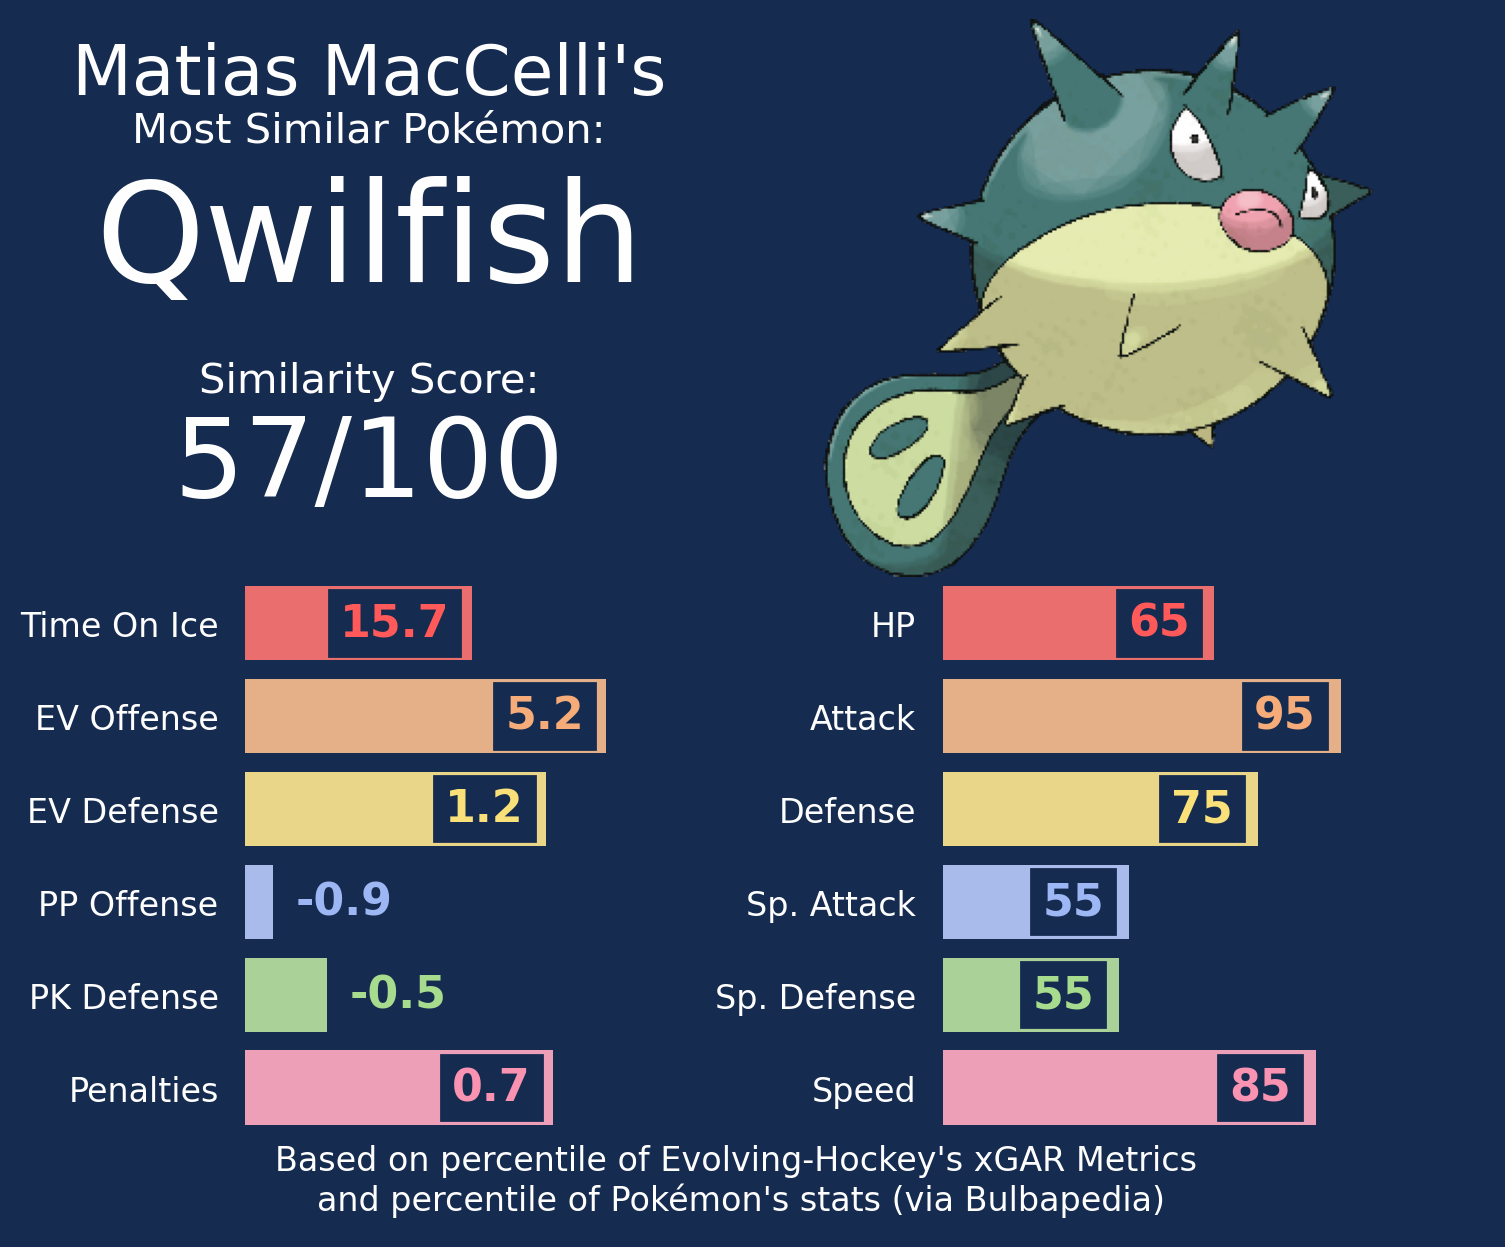 Matias MacCelli's
Most Similar Pokémon:
Qwilfish
Similarity Score:
57/100
Time On Ice 15.7
EV Offense 5.2
EV Defense 1.2
PP Offense -0.9
PK Defense -0.5
Penalties 0.7
HP 65
Attack 95
Defense 75
Sp. Attack 55
Sp. Defense 55
Speed 85
Based on percentile of Evolving-Hockey's xGAR Metrics
and percentile of Pokémon's stats (via Bulbapedia)